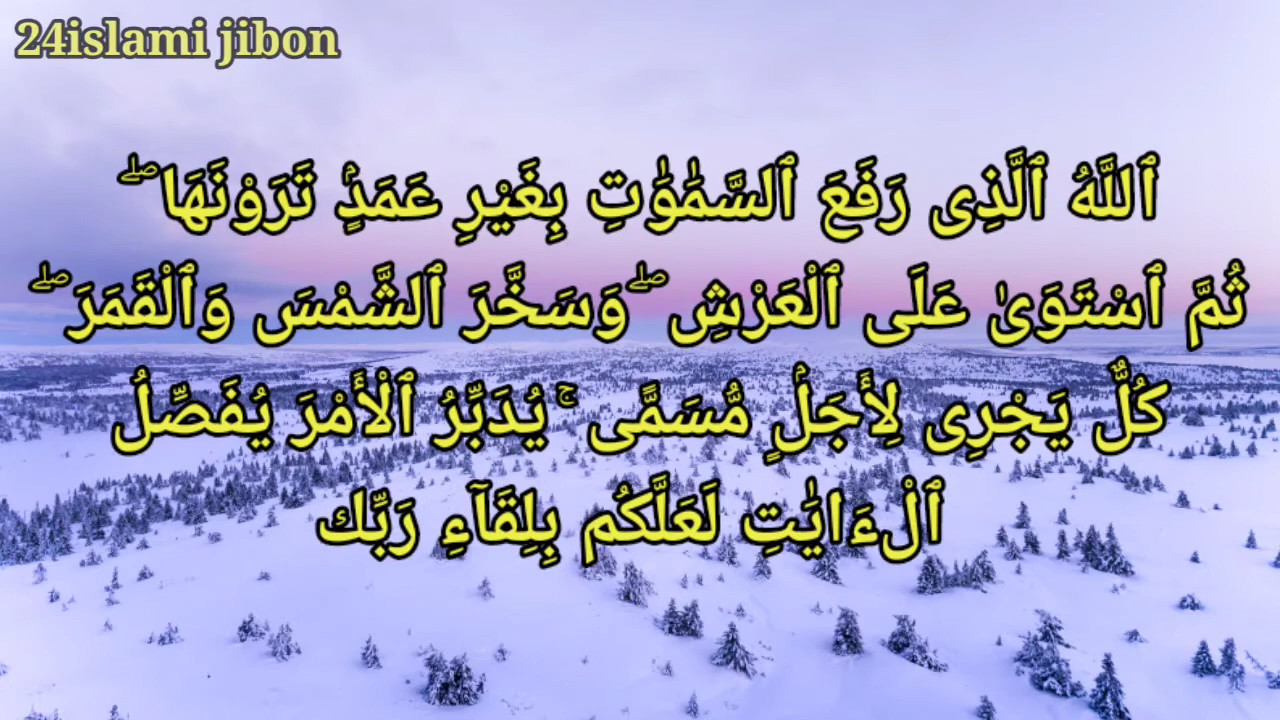 24islami jibon
ٱللَّهُ ٱلَّذِى رَفَعَ ٱلسَّمَٰوَٰتِ بِغَيْرِ عَمَدٍۢ تَرَوْنَهَا ۖ
ثُمَّ ٱسْتَوَىٰ عَلَى ٱلْعَرْشِ ۖ وَسَخَّرَ ٱلشَّمْسَ وَٱلْقَمَرَ ۖ
كُلٌّ يَجْرِى لِأَجَلٍۢ مُّسَمًّى ۚ يُدَبِّرُ ٱلْأَمْرَ يُفَصِّلُ
ٱلْءَايَٰتِ لَعَلَّكُم بِلِقَآءِ رَبِّك